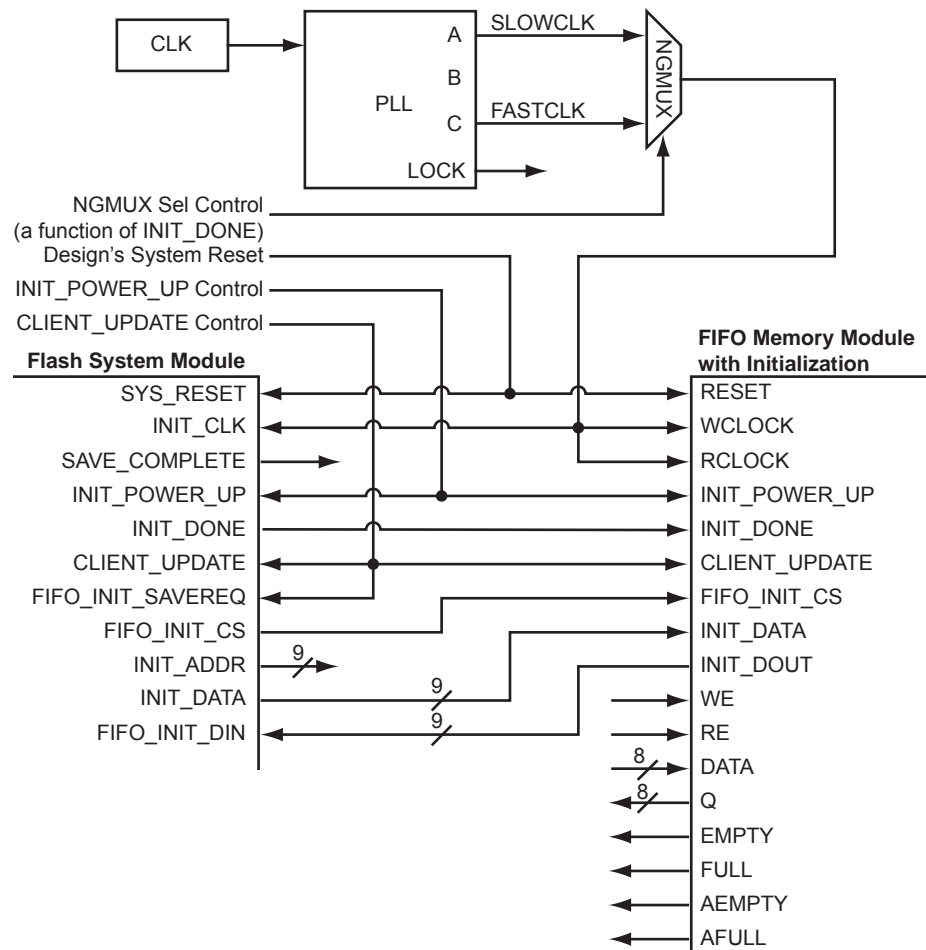 CLK
PLL
A
B
C
LOCK
SLOWCLK
FASTCLK
NGMUX
NGMUX Sel Control
(a function of INIT_DONE)
Design's System Reset
INIT_POWER_UP Control
CLIENT_UPDATE Control
Flash System Module
SYS_RESET
INIT_CLK
SAVE_COMPLETE
INIT_POWER_UP
INIT_DONE
CLIENT_UPDATE
FIFO_INIT_SAVEREQ
FIFO_INIT_CS
INIT_ADDR
9
INIT_DATA
9
FIFO_INIT_DIN
9
FIFO Memory Module
with Initialization
RESET
WCLOCK
RCLOCK
INIT_POWER_UP
INIT_DONE
CLIENT_UPDATE
FIFO_INIT_CS
INIT_DATA
INIT_DOUT
WE
RE
8
DATA
8
Q
EMPTY
FULL
AEMPTY
AFULL